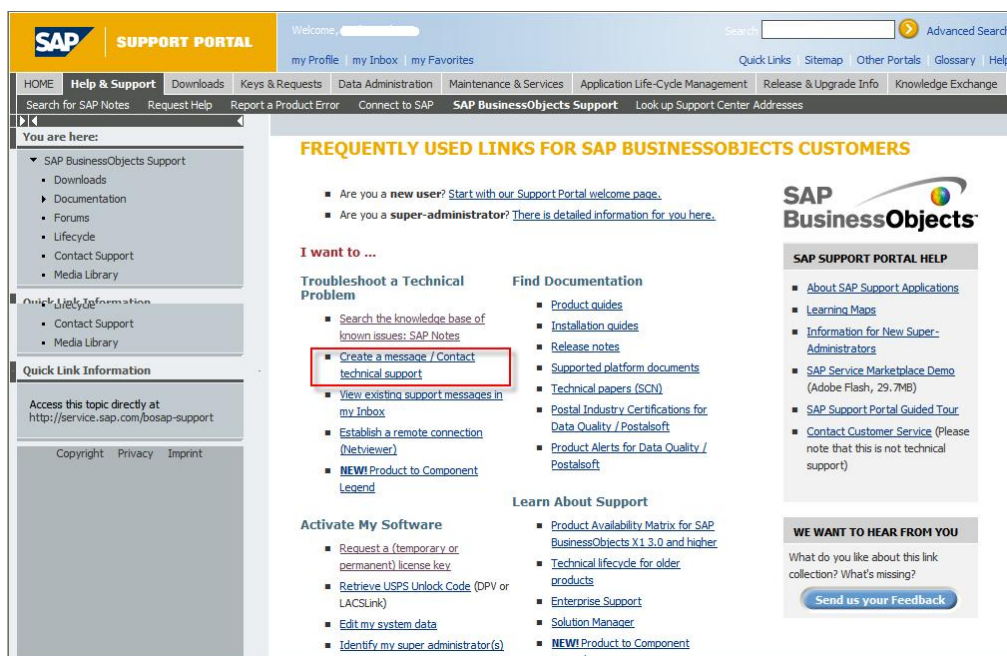 SAP SUPPORT PORTAL
Welcome,
Search
Advanced Search
my Profile my Inbox my Favorites
Quick Links Sitemap Other Portals Glossary Help
HOME Help & Support Downloads Keys & Requests Data Administration Maintenance & Services Application Life-Cycle Management Release & Upgrade Info Knowledge Exchange
Search for SAP Notes Request Help Report a Product Error Connect to SAP SAP BusinessObjects Support Look up Support Center Addresses
You are here:
SAP BusinessObjects Support
Downloads
Documentation
Forums
Lifecycle
Contact Support
Media Library
Quick Link Information
Lifecycle
Contact Support
Media Library
Quick Link Information
Access this topic directly at
http://service.sap.com/bosap-support
Copyright Privacy Imprint
FREQUENTLY USED LINKS FOR SAP BUSINESSOBJECTS CUSTOMERS
Are you a new user? Start with our Support Portal welcome page.
Are you a super-administrator? There is detailed information for you here.
I want to ...
Troubleshoot a Technical
Problem
Search the knowledge base of
known issues: SAP Notes
Create a message / Contact
technical support
View existing support messages in
my Inbox
Establish a remote connection
(Netviewer)
NEW! Product to Component
Legend
Activate My Software
Request a (temporary or
permanent) license key
Retrieve USPS Unlock Code (DPV or
LACSLink)
Edit my system data
Identify my super administrator(s)
Find Documentation
Product guides
Installation guides
Release notes
Supported platform documents
Technical papers (SCN)
Postal Industry Certifications for
Data Quality / Postalsoft
Product Alerts for Data Quality /
Postalsoft
Learn About Support
Product Availability Matrix for SAP
BusinessObjects X1 3.0 and higher
Technical lifecycle for older
products
Enterprise Support
Solution Manager
NEW! Product to Component
SAP
BusinessObjects
SAP SUPPORT PORTAL HELP
About SAP Support Applications
Learning Maps
Information for New Super-
Administrators
SAP Service Marketplace Demo
(Adobe Flash, 29.7MB)
SAP Support Portal Guided Tour
Contact Customer Service (Please
note that this is not technical
support)
WE WANT TO HEAR FROM YOU
What do you like about this link
collection? What's missing?
Send us your Feedback